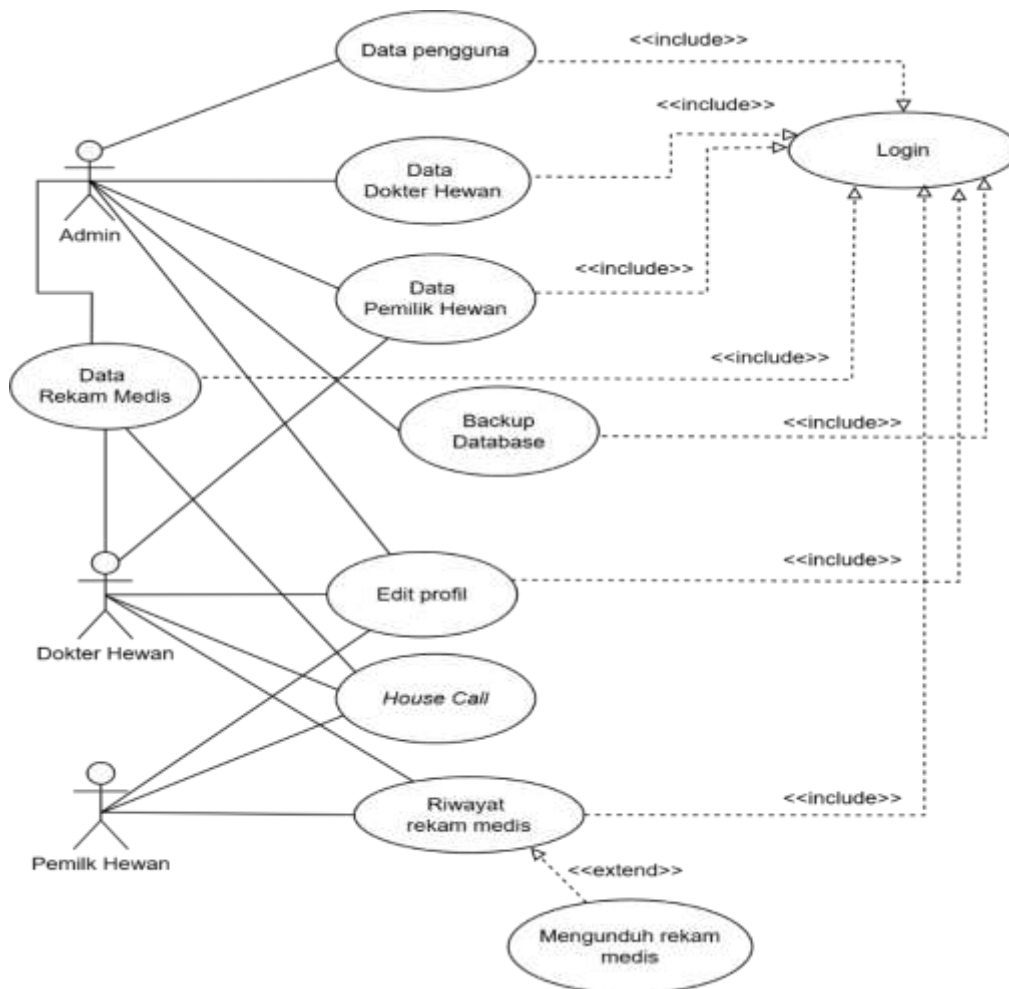 Data pengguna
<<include>>
<<include>>
Login
Data
Dokter Hewan
Admin
<<include>>
Data
Pemilik Hewan
<<include>>
Data
Rekam Medis
Backup
Database
<<include>>
<<include>>
Edit profil
Dokter Hewan
House Call
Riwayat
rekam medis
<<include>>
Pemilk Hewan
<<extend>>
Mengunduh rekam
medis